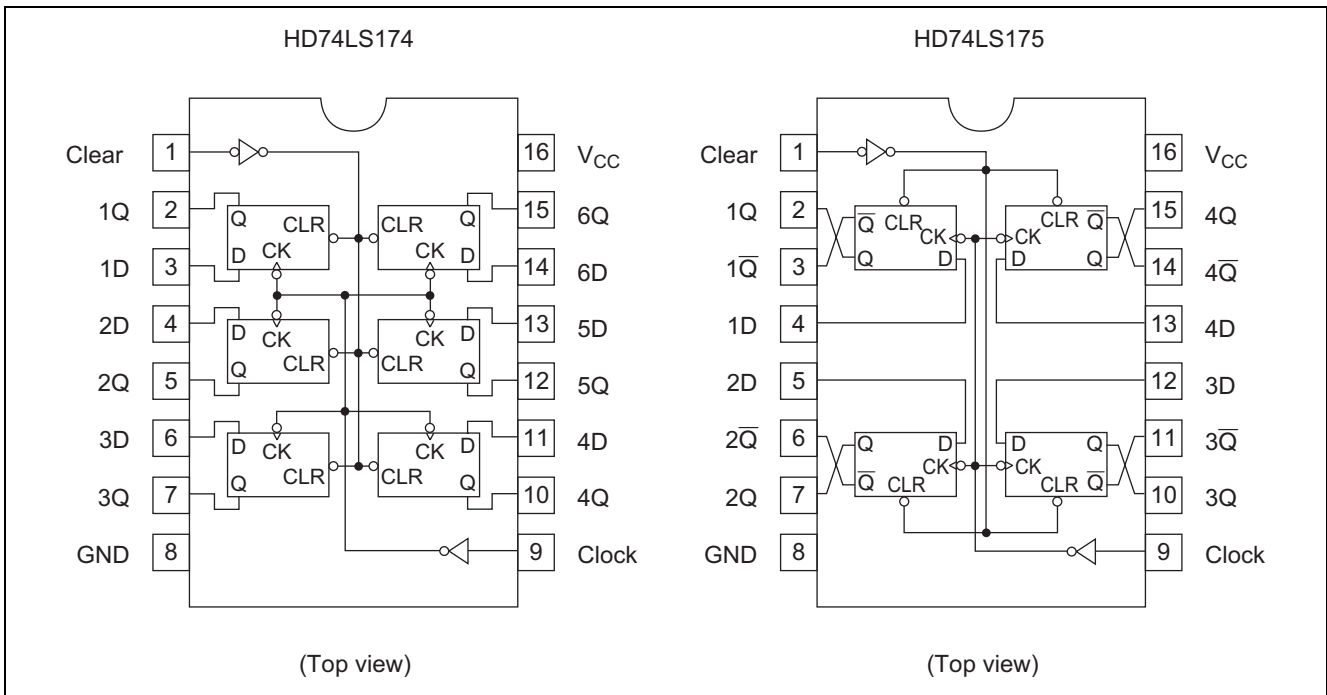 HD74LS174
Clear 1 16 VCC
1Q 2 Q CLR CLR Q 15 6Q
1D 3 D CK CK D 14 6D
2D 4 D CK CK D 13 5D
2Q 5 Q CLR CLR Q 12 5Q
3D 6 D CK CK D 11 4D
3Q 7 Q CLR CLR Q 10 4Q
GND 8 9 Clock
(Top view)
HD74LS175
Clear 1 16 VCC
1Q 2 Q̅ CLR CLR Q̅ 15 4Q
CK CK
1Q̅ 3 Q D D Q 14 4Q̅
1D 4 13 4D
2D 5 12 3D
2Q̅ 6 Q D D Q 11 3Q̅
CK CK
2Q 7 Q̅ CLR CLR Q̅ 10 3Q
GND 8 9 Clock
(Top view)